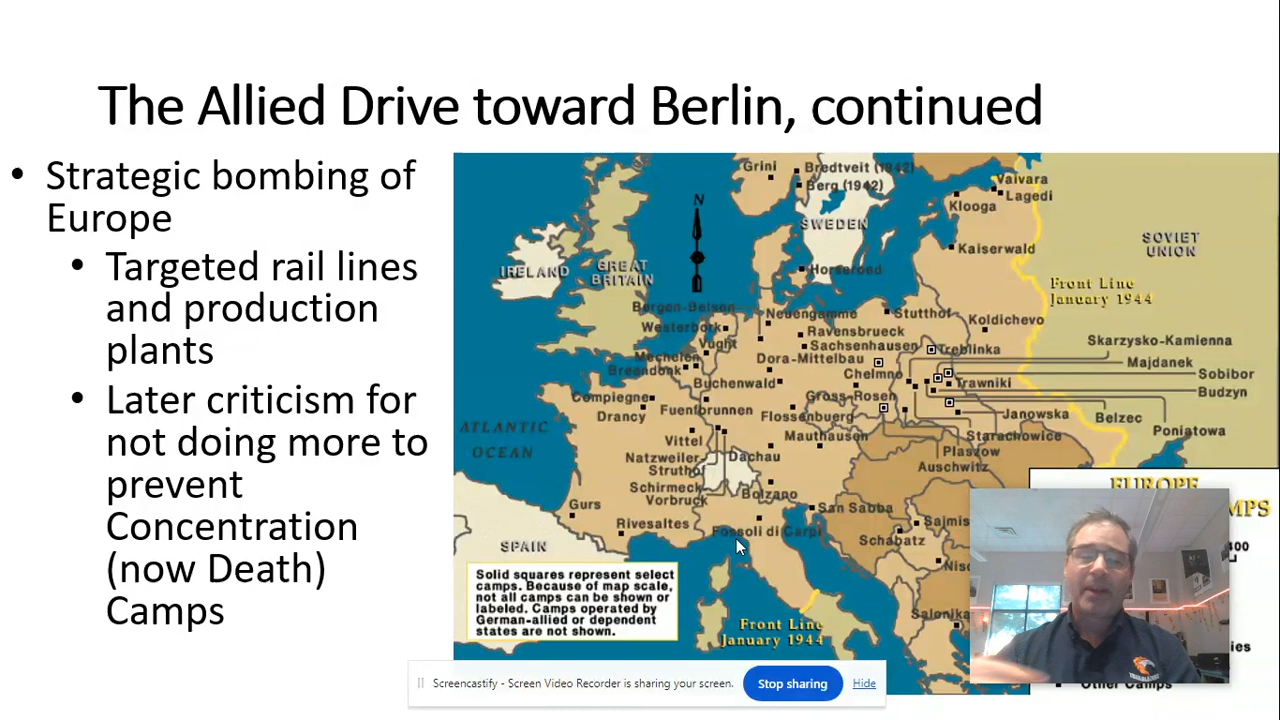 The Allied Drive toward Berlin, continued
• Strategic bombing of
Europe
• Targeted rail lines
and production
plants
• Later criticism for
not doing more to
prevent
Concentration
(now Death)
Camps
Grini
Bredtveit (1942)
Berg (1942)
Vaivara
Lagedi
Klooga
SWEDEN
Kaiserwald
SOVIET
UNION
N
IRELAND
GREAT
BRITAIN
Horserod
Front Line
January 1944
Bergen-Belsen
Neuengamme
Stutthof
Koldichevo
Westerbork
Ravensbrueck
Vught
Sachsenhausen
Treblinka
Skarzysko-Kamienna
Mechelen
Dora-Mittelbau
Majdanek
Breendonk
Chelmno
Sobibor
Buchenwald
Trawniki
Budzyn
Compiegne
Gross-Rosen
Drancy
Fuenfbrunnen
Flossenbuerg
Janowska
Belzec
ATLANTIC
OCEAN
Vittel
Mauthausen
Starachowice
Poniatowa
Natzweiler-
Struthof
Dachau
Plaszow
Auschwitz
Schirmeck-
Vorbruck
Bolzano
EUROPE
MPS
Gurs
San Sabba
Sajmis
Rivesaltes
Fossoli di Carpi
Schabatz
400
SPAIN
Nis
Solid squares represent select
camps. Because of map scale,
not all camps can be shown or
labeled. Camps operated by
German-allied or dependent
states are not shown.
Front Line
January 1944
Salonika
ies
Other Camps
Screencastify - Screen Video Recorder is sharing your screen.
Stop sharing
Hide